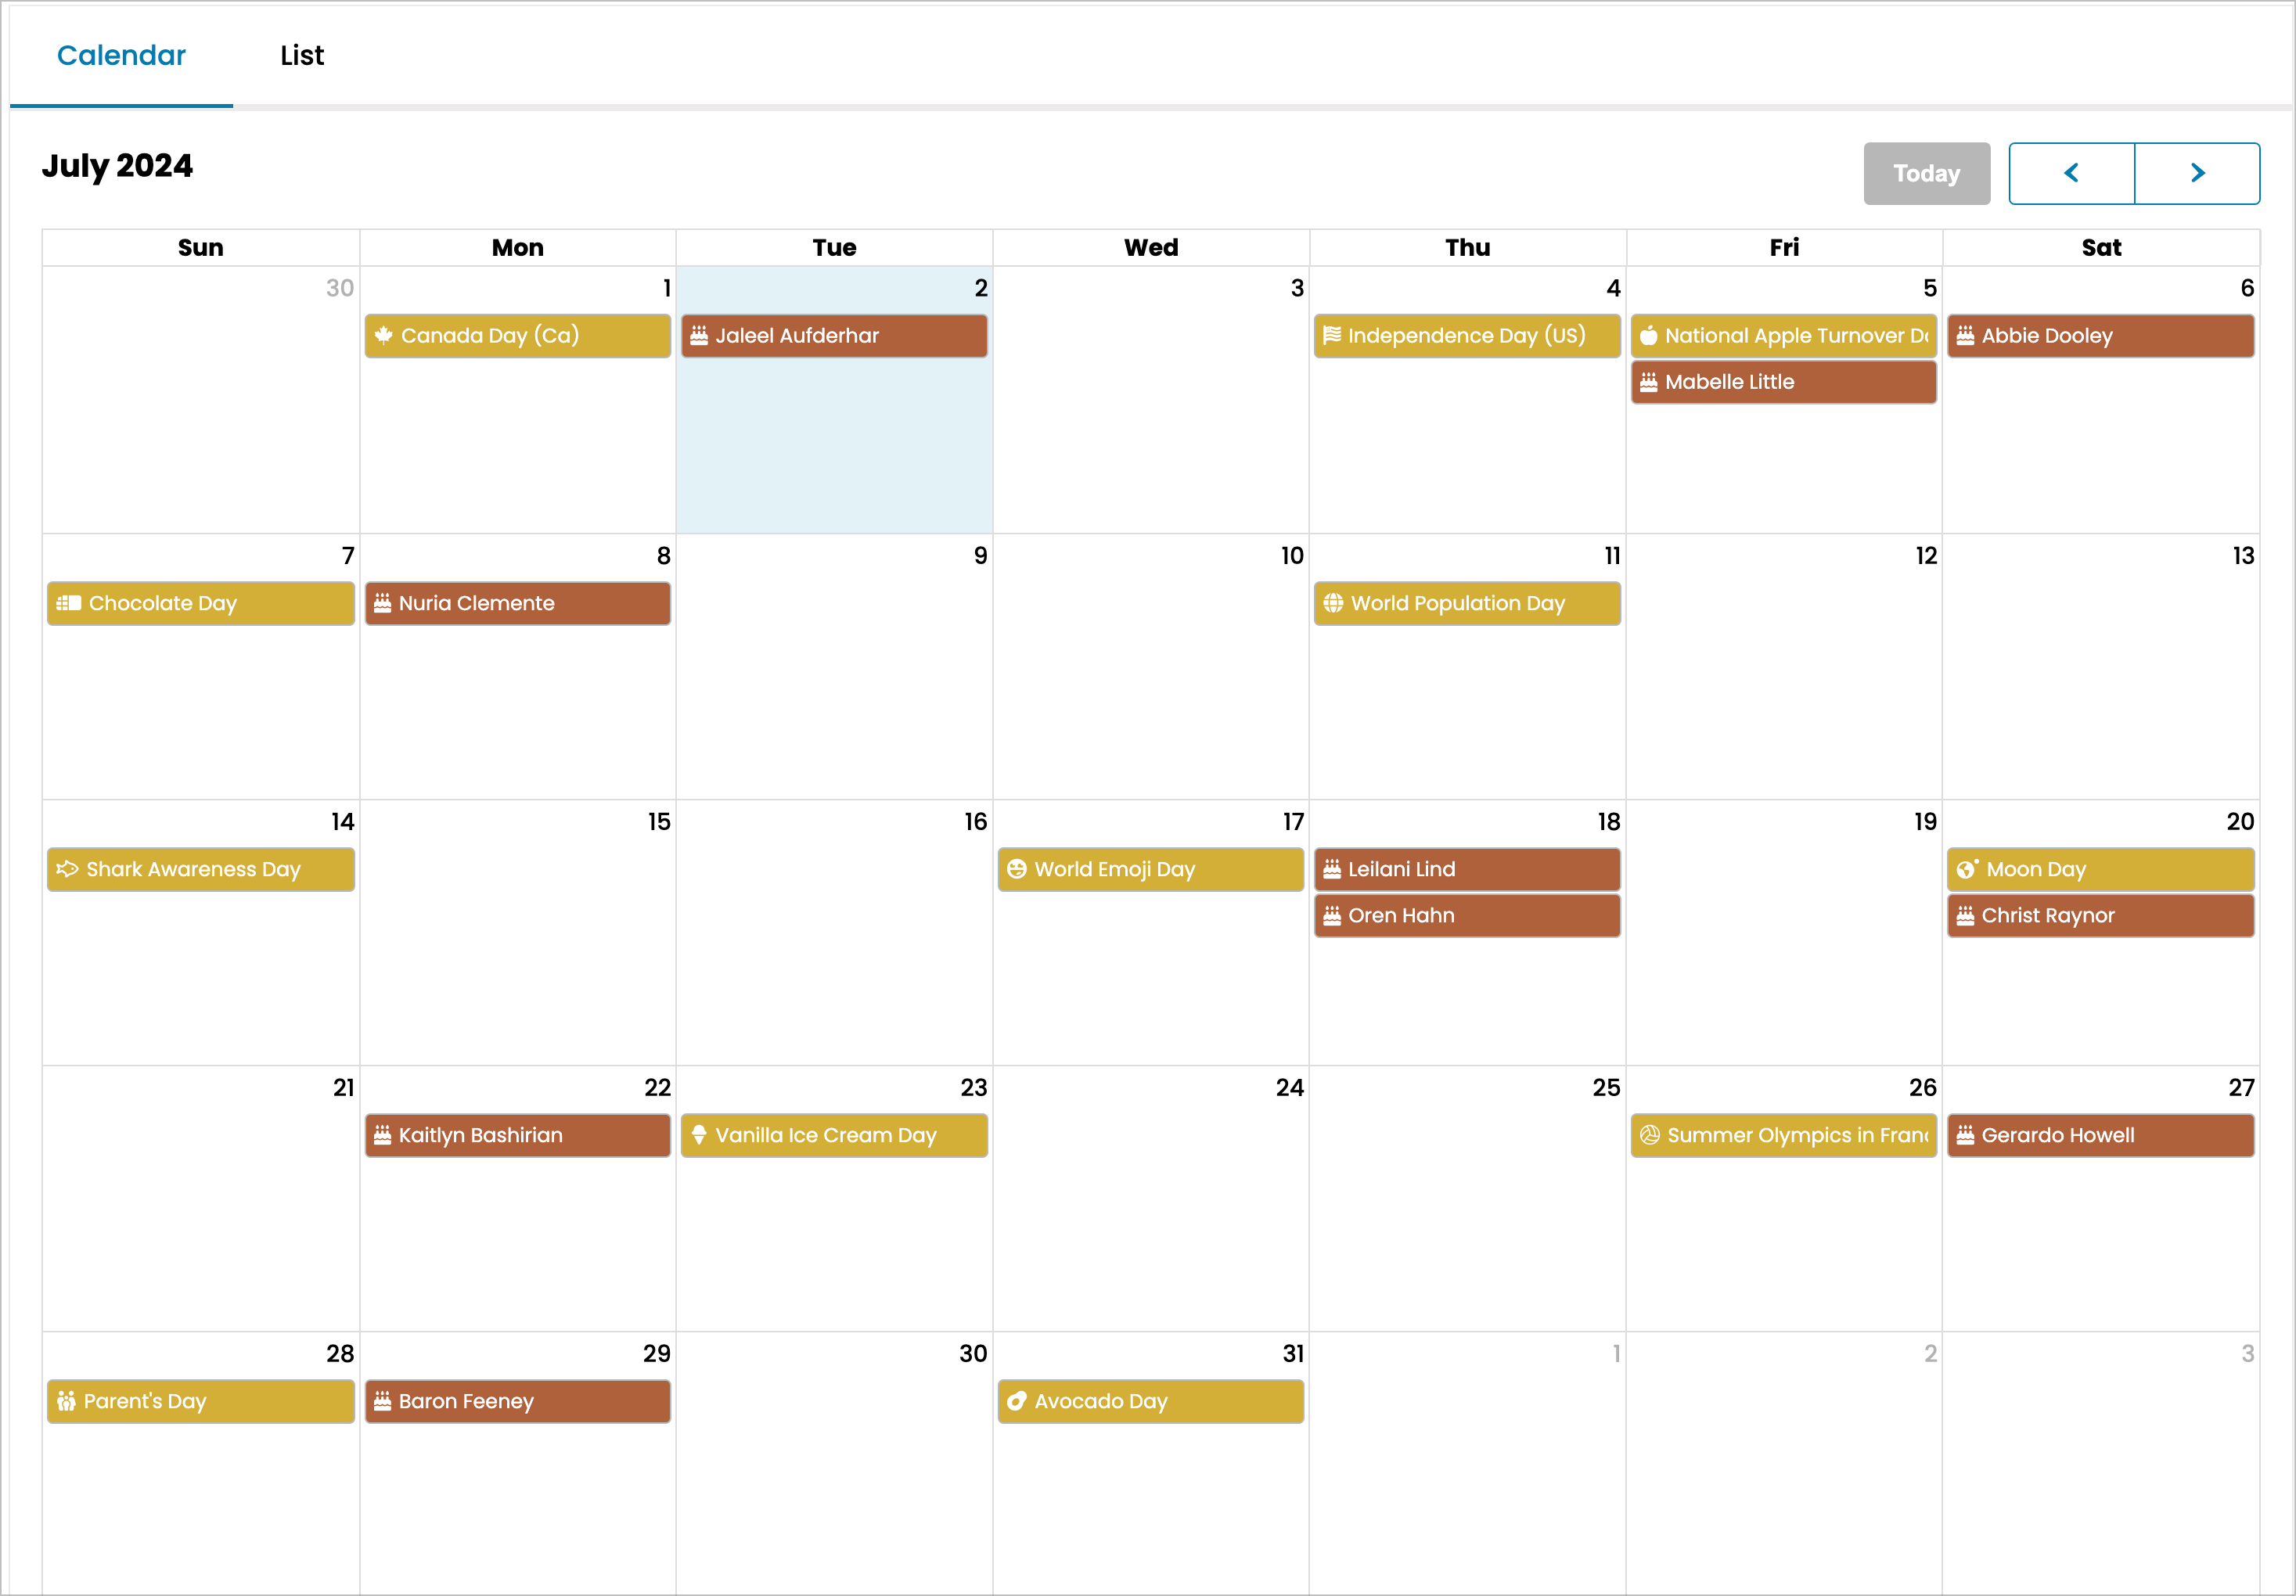 Calendar List
July 2024 Today
Sun Mon Tue Wed Thu Fri Sat
30 1 2 3 4 5 6
Canada Day (Ca) Jaleel Aufderhar Independence Day (US) National Apple Turnover Abbie Dooley
Mabelle Little
7 8 9 10 11 12 13
Chocolate Day Nuria Clemente World Population Day
14 15 16 17 18 19 20
Shark Awareness Day World Emoji Day Leilani Lind Moon Day
Oren Hahn Christ Raynor
21 22 23 24 25 26 27
Kaitlyn Bashirian Vanilla Ice Cream Day Summer Olympics in Gerardo Howell
28 29 30 31 1 2 3
Parent's Day Baron Feeney Avocado Day